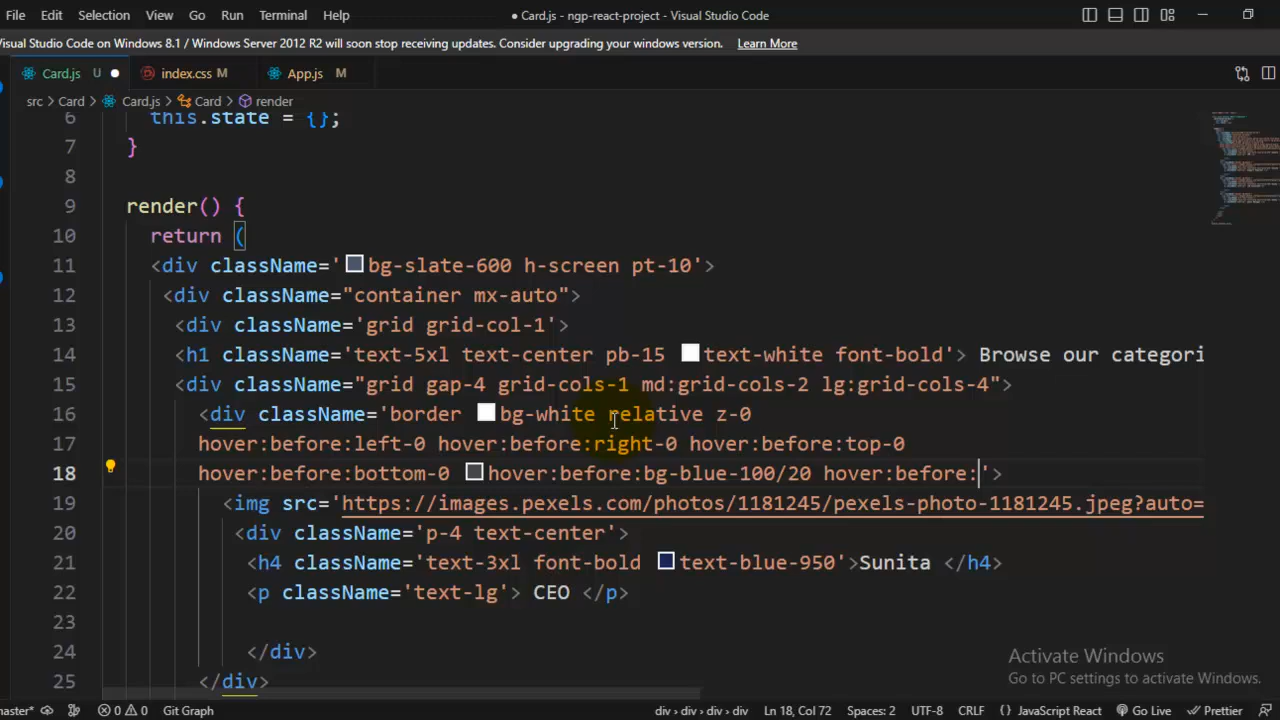 File Edit Selection View Go Run Terminal Help ● Card.js - ngp-react-project - Visual Studio Code
Visual Studio Code on Windows 8.1 / Windows Server 2012 R2 will soon stop receiving updates. Consider upgrading your windows version. Learn More
Card.js U ● index.css M App.js M
src > Card > Card.js > Card > render
6 this.state = {};
7 }
8
9 render() {
10 return (
11 <div className='bg-slate-600 h-screen pt-10'>
12 <div className="container mx-auto">
13 <div className='grid grid-col-1'>
14 <h1 className='text-5xl text-center pb-15 text-white font-bold'> Browse our categori
15 <div className="grid gap-4 grid-cols-1 md:grid-cols-2 lg:grid-cols-4">
16 <div className='border bg-white relative z-0
17 hover:before:left-0 hover:before:right-0 hover:before:top-0
18 hover:before:bottom-0 hover:before:bg-blue-100/20 hover:before: '>
19 <img src='https://images.pexels.com/photos/1181245/pexels-photo-1181245.jpeg?auto=
20 <div className='p-4 text-center'>
21 <h4 className='text-3xl font-bold text-blue-950'>Sunita </h4>
22 <p className='text-lg'> CEO </p>
23
24 </div>
25 </div>
Activate Windows
Go to PC settings to activate Windows.
master* 0 0 Git Graph div › div › div › div Ln 18, Col 72 Spaces: 2 UTF-8 CRLF {} JavaScript React Go Live Prettier